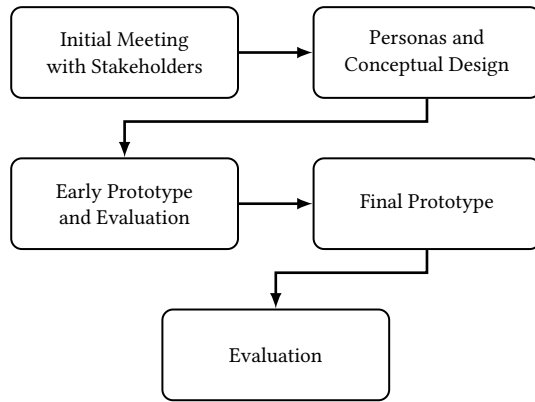 Initial Meeting
with Stakeholders
Personas and
Conceptual Design
Early Prototype
and Evaluation
Final Prototype
Evaluation